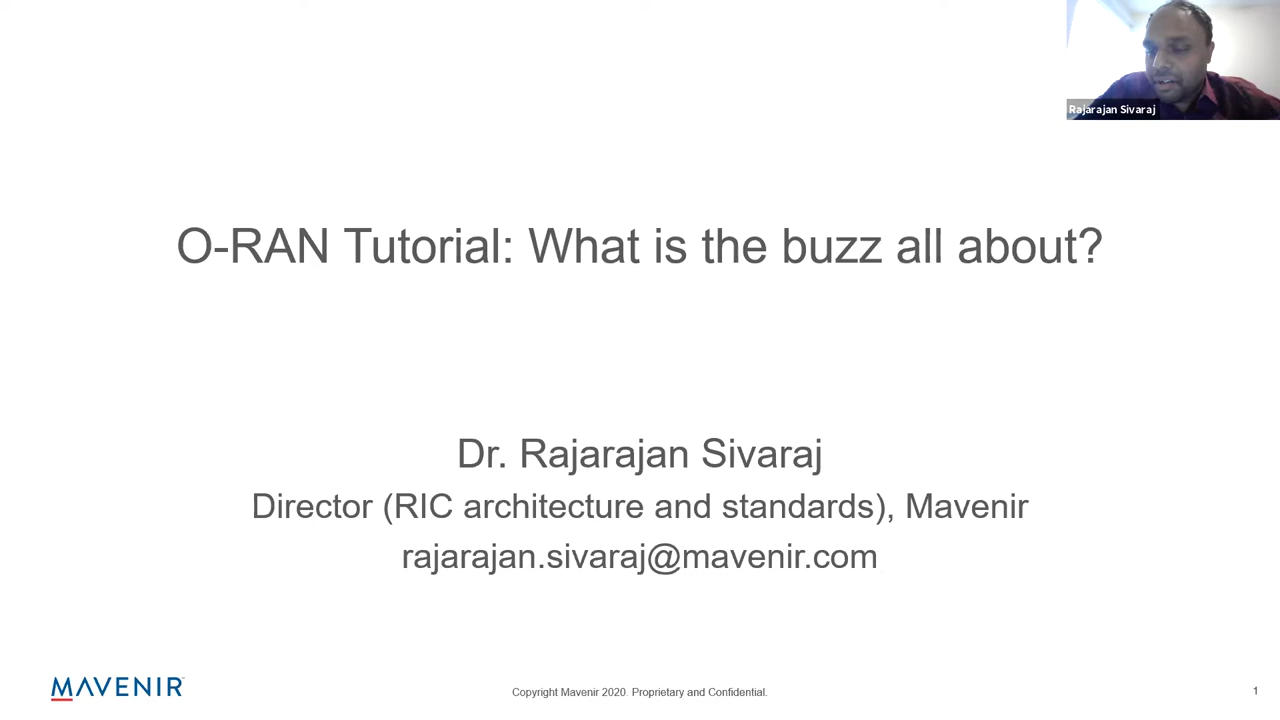 Rajarajan Sivaraj
O-RAN Tutorial: What is the buzz all about?
Dr. Rajarajan Sivaraj
Director (RIC architecture and standards), Mavenir
rajarajan.sivaraj@mavenir.com
MAVENIR
Copyright Mavenir 2020. Proprietary and Confidential.
1